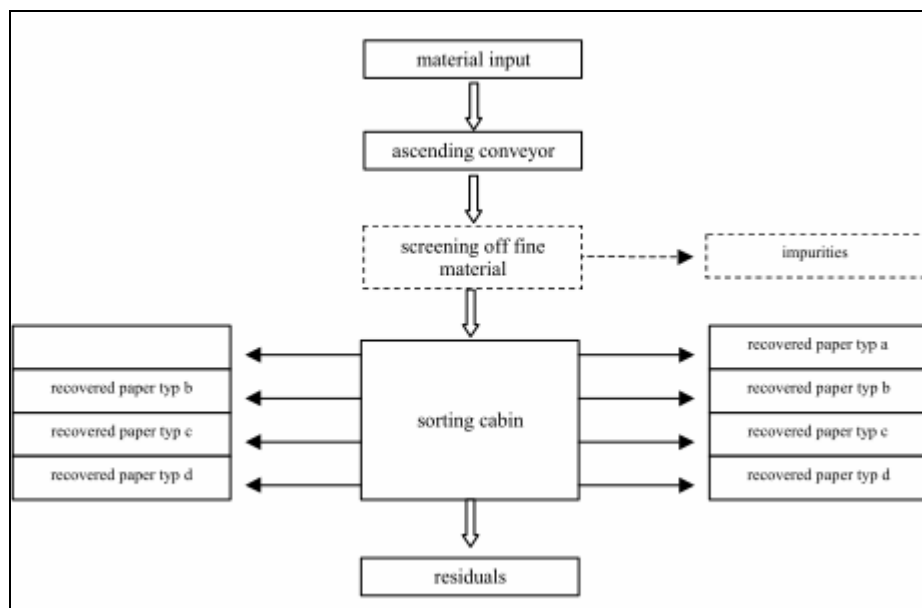 material input
ascending conveyor
screening off fine
material
impurities
recovered paper typ a
recovered paper typ b
recovered paper typ b
recovered paper typ c
sorting cabin
recovered paper typ c
recovered paper typ d
recovered paper typ d
residuals